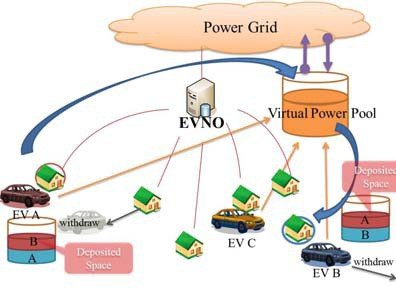 Power Grid
EVNO
Virtual Power Pool
Deposited
Space
EV A
withdraw
B
A
Deposited
Space
EV C
A
B
EV B
withdraw